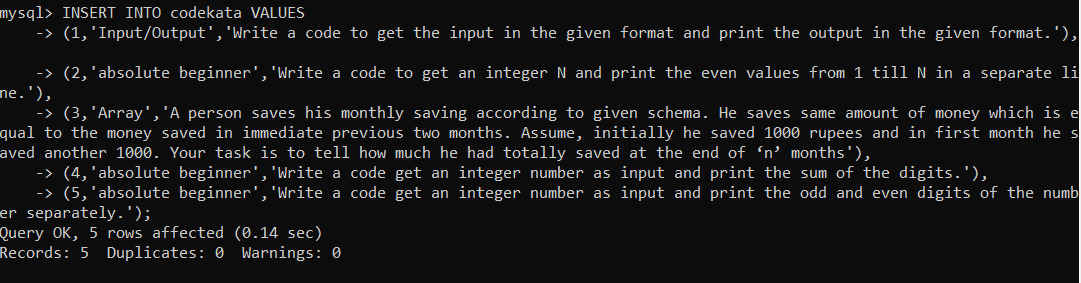 mysql> INSERT INTO codekata VALUES
    -> (1,'Input/Output','Write a code to get the input in the given format and print the output in the given format.'),
    -> (2,'absolute beginner','Write a code to get an integer N and print the even values from 1 till N in a separate li
ne.'),
    -> (3,'Array','A person saves his monthly saving according to given schema. He saves same amount of money which is e
qual to the money saved in immediate previous two months. Assume, initially he saved 1000 rupees and in first month he s
aved another 1000. Your task is to tell how much he had totally saved at the end of ‘n’ months'),
    -> (4,'absolute beginner','Write a code get an integer number as input and print the sum of the digits.'),
    -> (5,'absolute beginner','Write a code get an integer number as input and print the odd and even digits of the numb
er separately.');
Query OK, 5 rows affected (0.14 sec)
Records: 5  Duplicates: 0  Warnings: 0